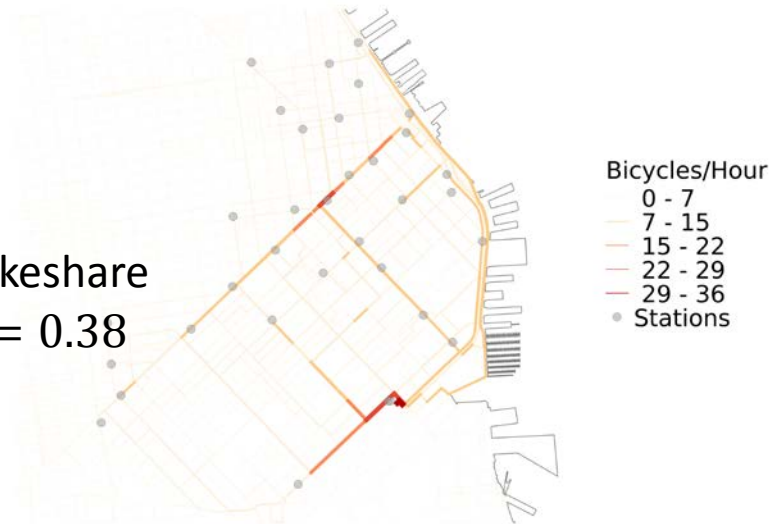 keshare
= 0.38
Bicycles/Hour
0 - 7
7 - 15
15 - 22
22 - 29
29 - 36
Stations